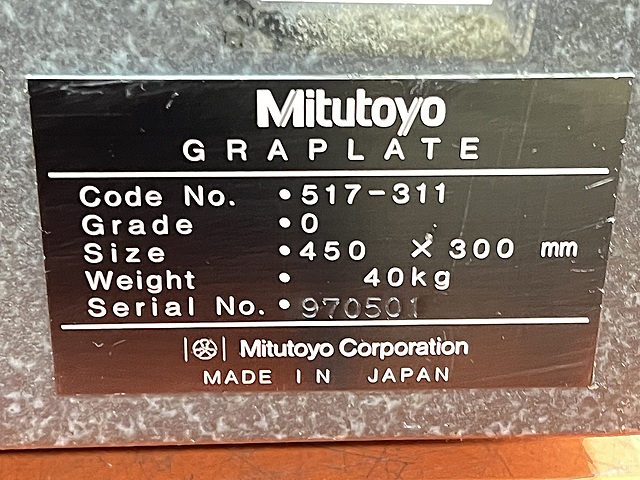 Mitutoyo
GRAPLATE
Code No. •517-311
Grade •0
Size •450 × 300 mm
Weight • 40kg
Serial No. •970501
Mitutoyo Corporation
MADE IN JAPAN